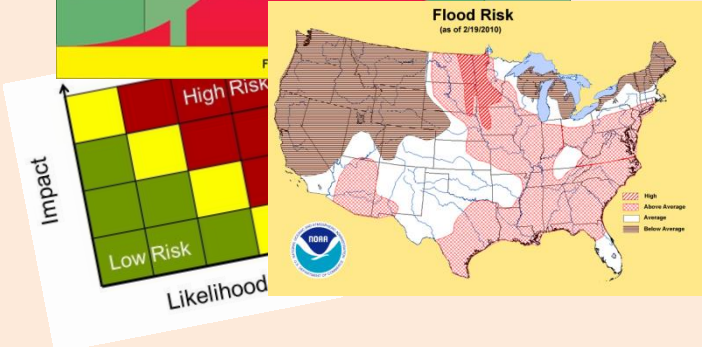 F
High Risk
Impact
Low Risk
Likelihood
Flood Risk
(as of 2/19/2010)
High
Above Average
Average
Below Average
NOAA